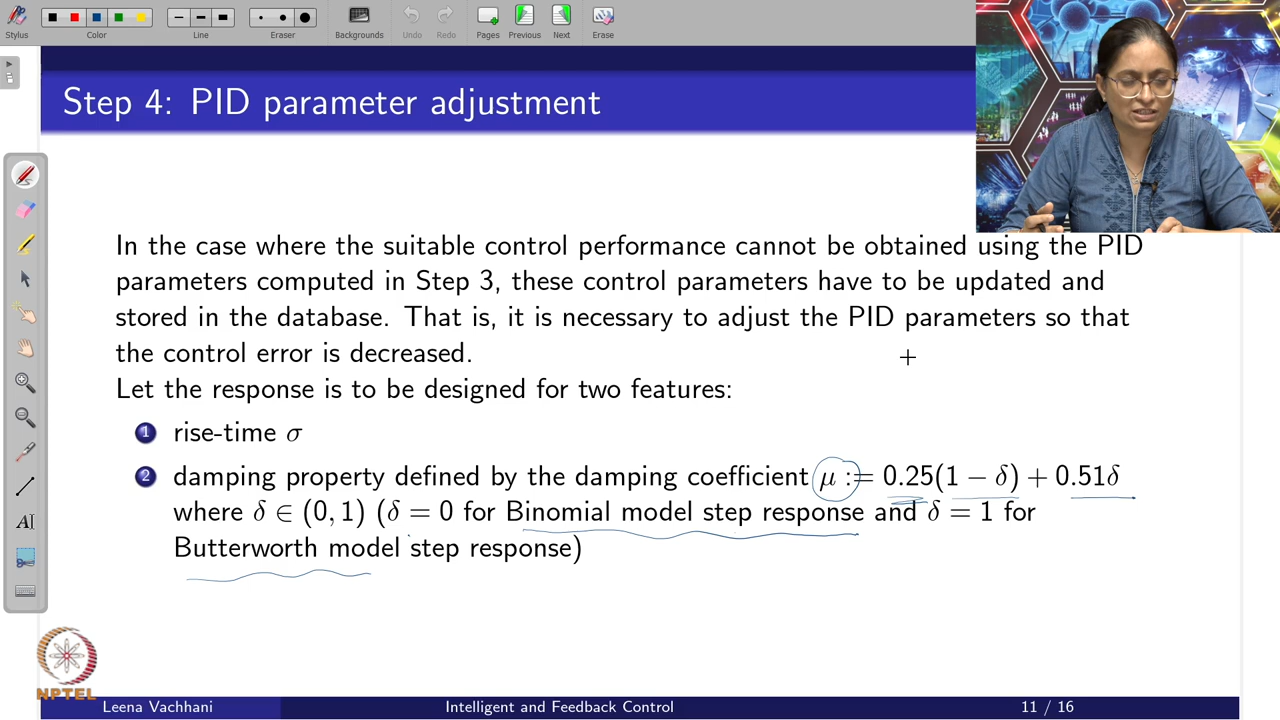 Stylus Color Line Eraser Backgrounds Undo Redo Pages Previous Next Erase
Step 4: PID parameter adjustment
In the case where the suitable control performance cannot be obtained using the PID
parameters computed in Step 3, these control parameters have to be updated and
stored in the database. That is, it is necessary to adjust the PID parameters so that
the control error is decreased.
Let the response is to be designed for two features:
1 rise-time σ
2 damping property defined by the damping coefficient μ := 0.25(1 − δ) + 0.51δ
where δ ∈ (0, 1) (δ = 0 for Binomial model step response and δ = 1 for
Butterworth model step response)
NPTEL
Leena Vachhani Intelligent and Feedback Control 11 / 16